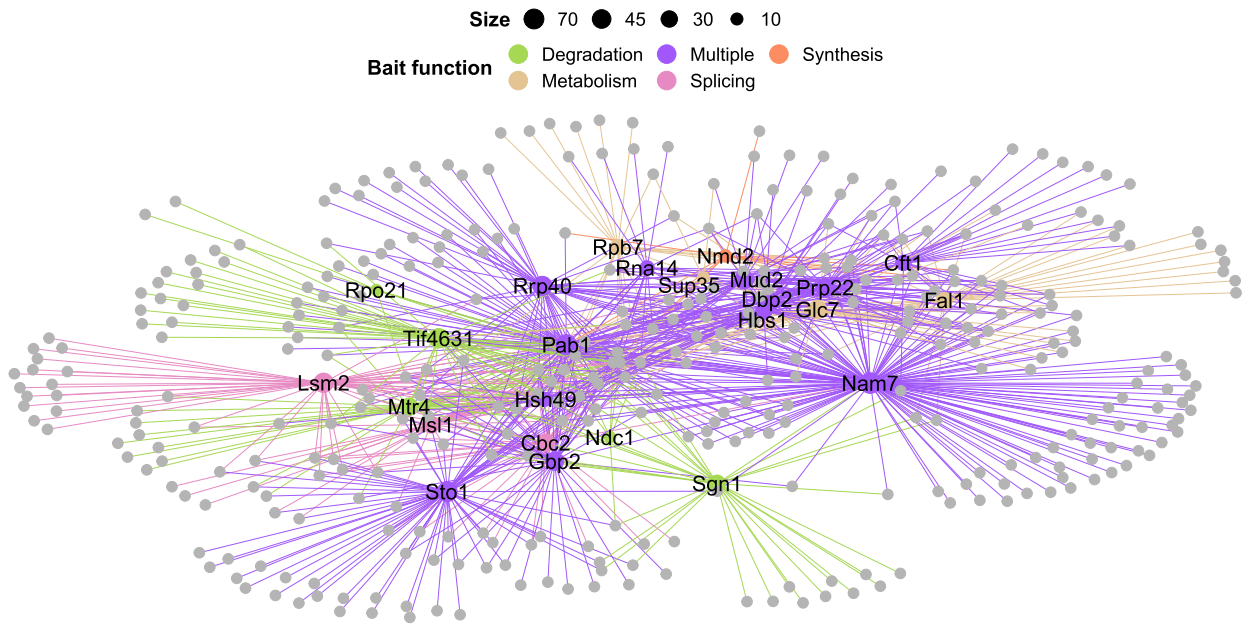 Size 70 45 30 10
Bait function
Degradation Multiple Synthesis
Metabolism Splicing
Rpb7
Nmd2
Cft1
Rna14
Mud2
Rpo21
Rrp40
Sup35
Prp22
Dbp2
Fal1
Glc7
Hbs1
Tif4631
Pab1
Lsm2
Nam7
Hsh49
Mtr4
Msl1
Ndc1
Cbc2
Gbp2
Sgn1
Sto1